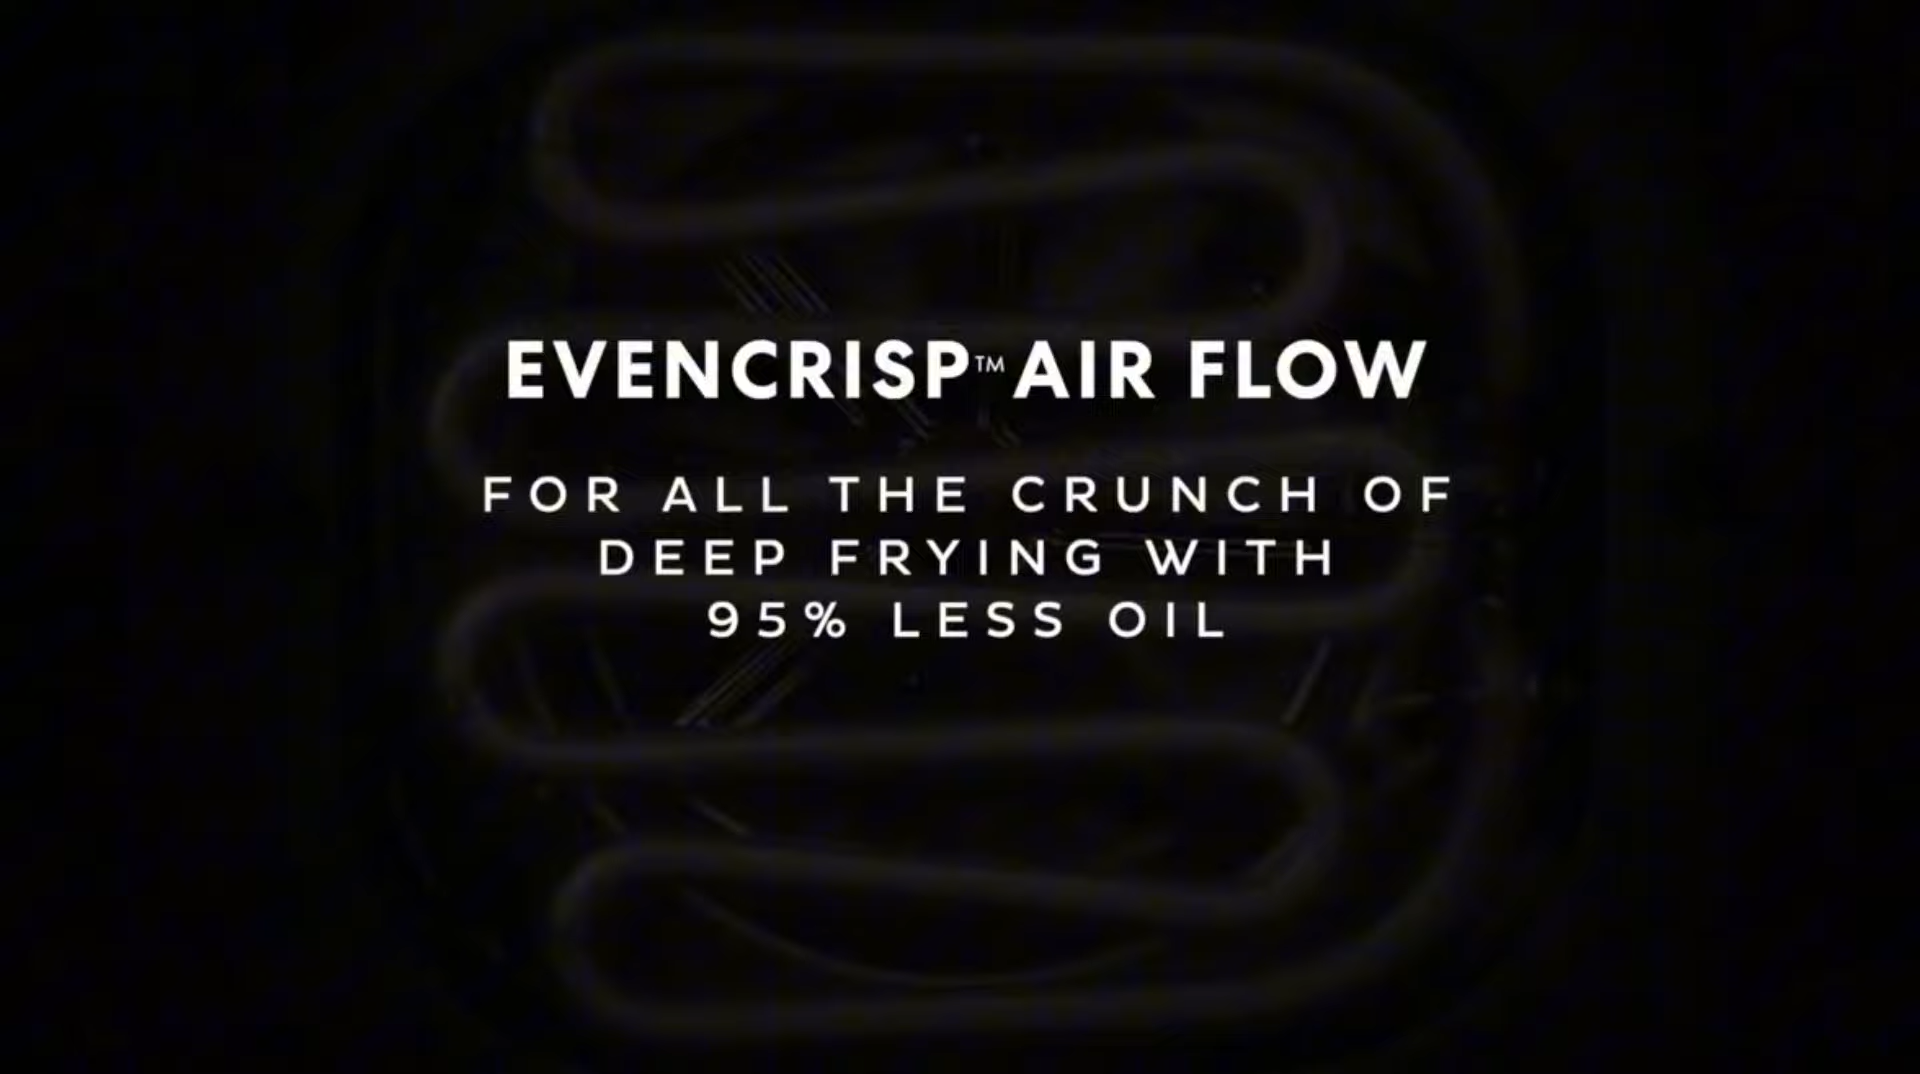 EVENCRISP™ AIR FLOW
FOR ALL THE CRUNCH OF
DEEP FRYING WITH
95% LESS OIL